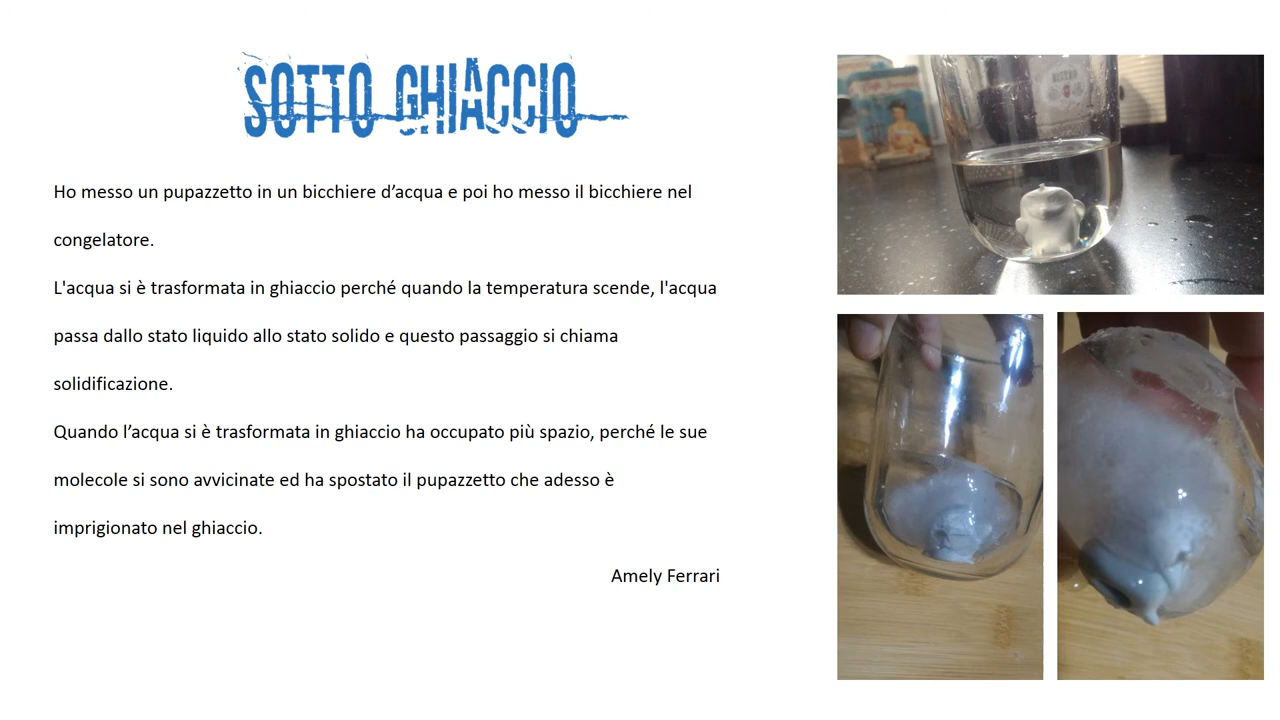 SOTTO GHIACCIO
Ho messo un pupazzetto in un bicchiere d’acqua e poi ho messo il bicchiere nel
congelatore.
L'acqua si è trasformata in ghiaccio perché quando la temperatura scende, l'acqua
passa dallo stato liquido allo stato solido e questo passaggio si chiama
solidificazione.
Quando l’acqua si è trasformata in ghiaccio ha occupato più spazio, perché le sue
molecole si sono avvicinate ed ha spostato il pupazzetto che adesso è
imprigionato nel ghiaccio.
Amely Ferrari